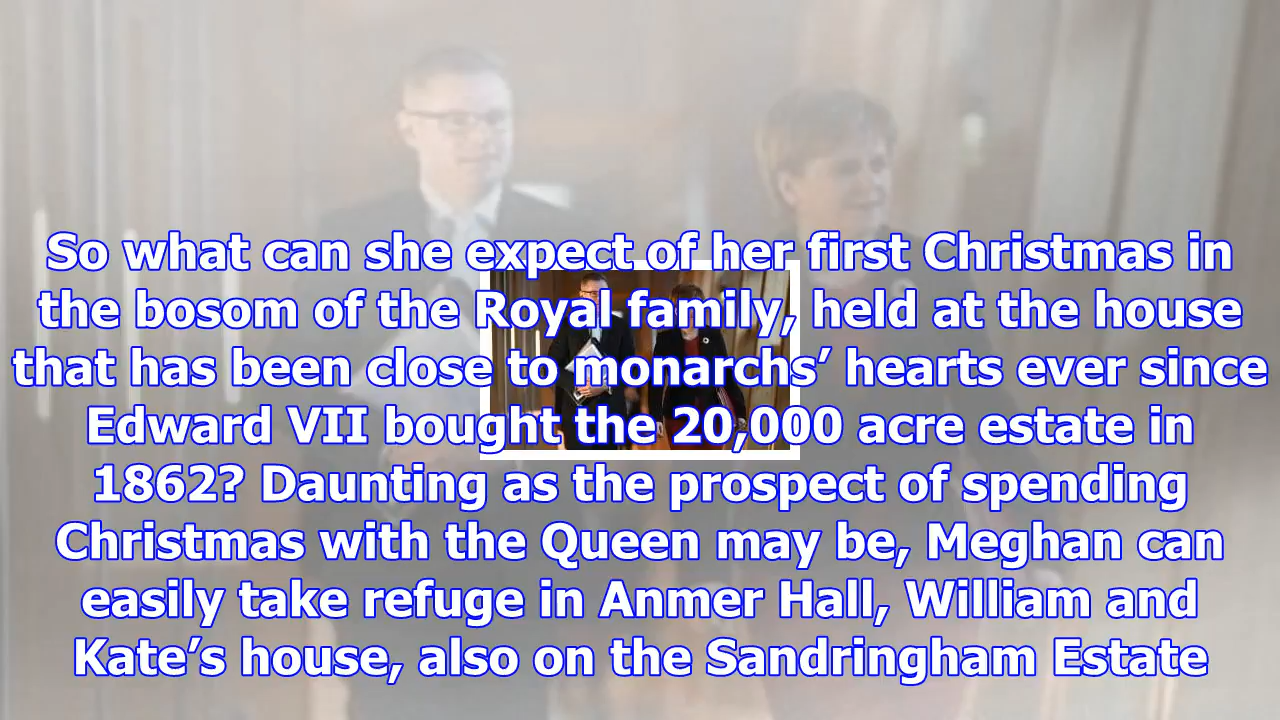 So what can she expect of her first Christmas in
the bosom of the Royal family, held at the house
that has been close to monarchs’ hearts ever since
Edward VII bought the 20,000 acre estate in
1862? Daunting as the prospect of spending
Christmas with the Queen may be, Meghan can
easily take refuge in Anmer Hall, William and
Kate’s house, also on the Sandringham Estate